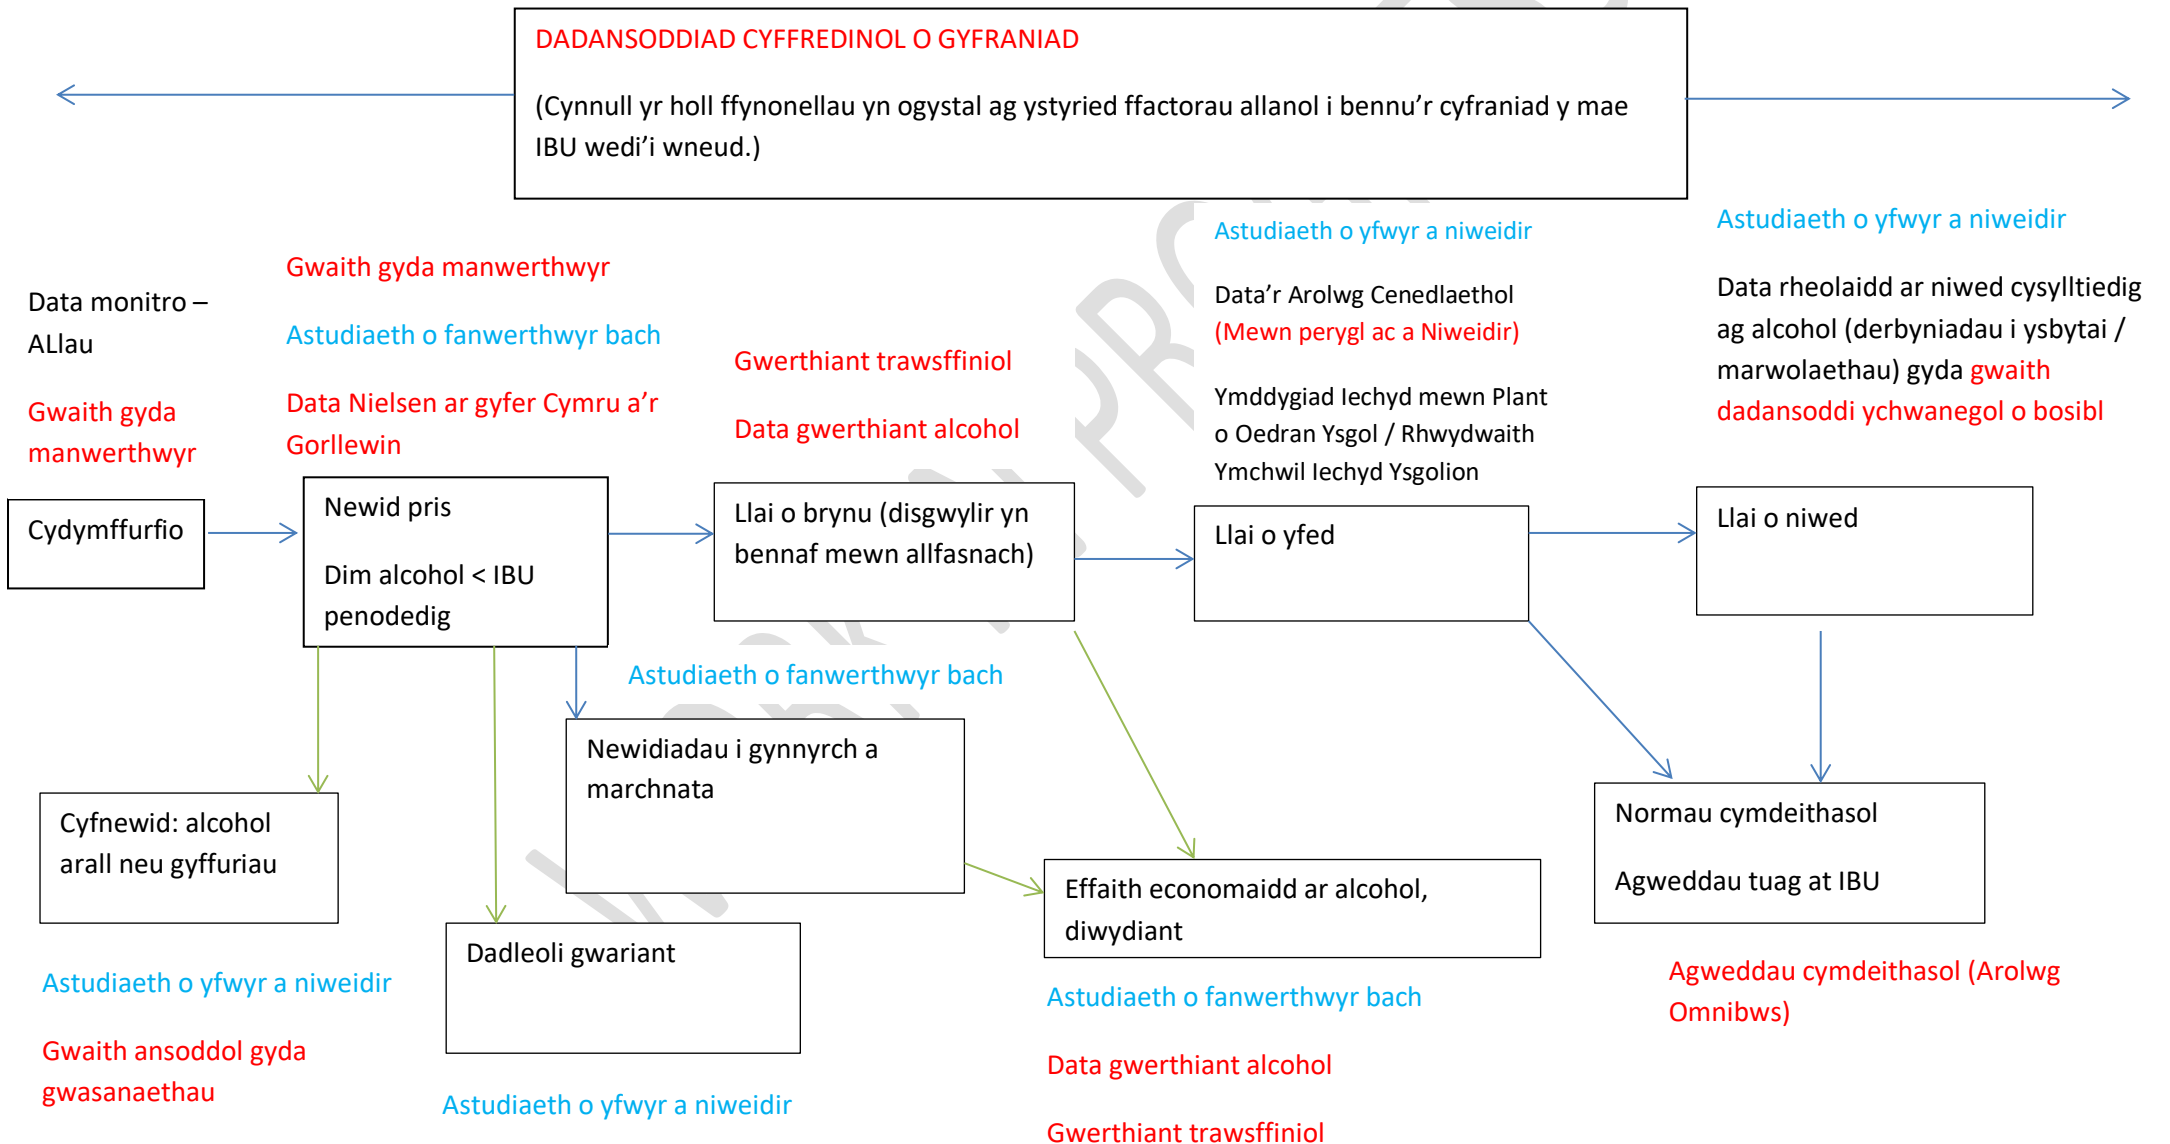 DADANSODDIAD CYFFREDINOL O GYFRANIAD
(Cynnull yr holl ffynonellau yn ogystal ag ystyried ffactorau allanol i bennu'r cyfraniad y mae
IBU wedi'i wneud.)
Data monitro –
ALlau
Gwaith gyda
manwerthwyr
Gwaith gyda manwerthwyr
Astudiaeth o fanwerthwyr bach
Data Nielsen ar gyfer Cymru a'r
Gorllewin
Gwerthiant trawsffiniol
Data gwerthiant alcohol
Astudiaeth o yfwyr a niweidir
Data'r Arolwg Cenedlaethol
(Mewn perygl ac a Niweidir)
Ymddygiad Iechyd mewn Plant
o Oedran Ysgol / Rhwydwaith
Ymchwil Iechyd Ysgolion
Astudiaeth o yfwyr a niweidir
Data rheolaidd ar niwed cysylltiedig
ag alcohol (derbyniadau i ysbytai /
marwolaethau) gyda gwaith
dadansoddi ychwanegol o bosibl
Cydymffurfio
Newid pris
Dim alcohol < IBU
penodedig
Llai o brynu (disgwylir yn
bennaf mewn allfasnach)
Llai o yfed
Llai o niwed
Astudiaeth o fanwerthwyr bach
Newidiadau i gynnyrch a
marchnata
Cyfnewid: alcohol
arall neu gyffuriau
Dadleoli gwariant
Effaith economaidd ar alcohol,
diwydiant
Normau cymdeithasol
Agweddau tuag at IBU
Astudiaeth o yfwyr a niweidir
Gwaith ansoddol gyda
gwasanaethau
Astudiaeth o yfwyr a niweidir
Astudiaeth o fanwerthwyr bach
Data gwerthiant alcohol
Gwerthiant trawsffiniol
Agweddau cymdeithasol (Arolwg
Omnibws)